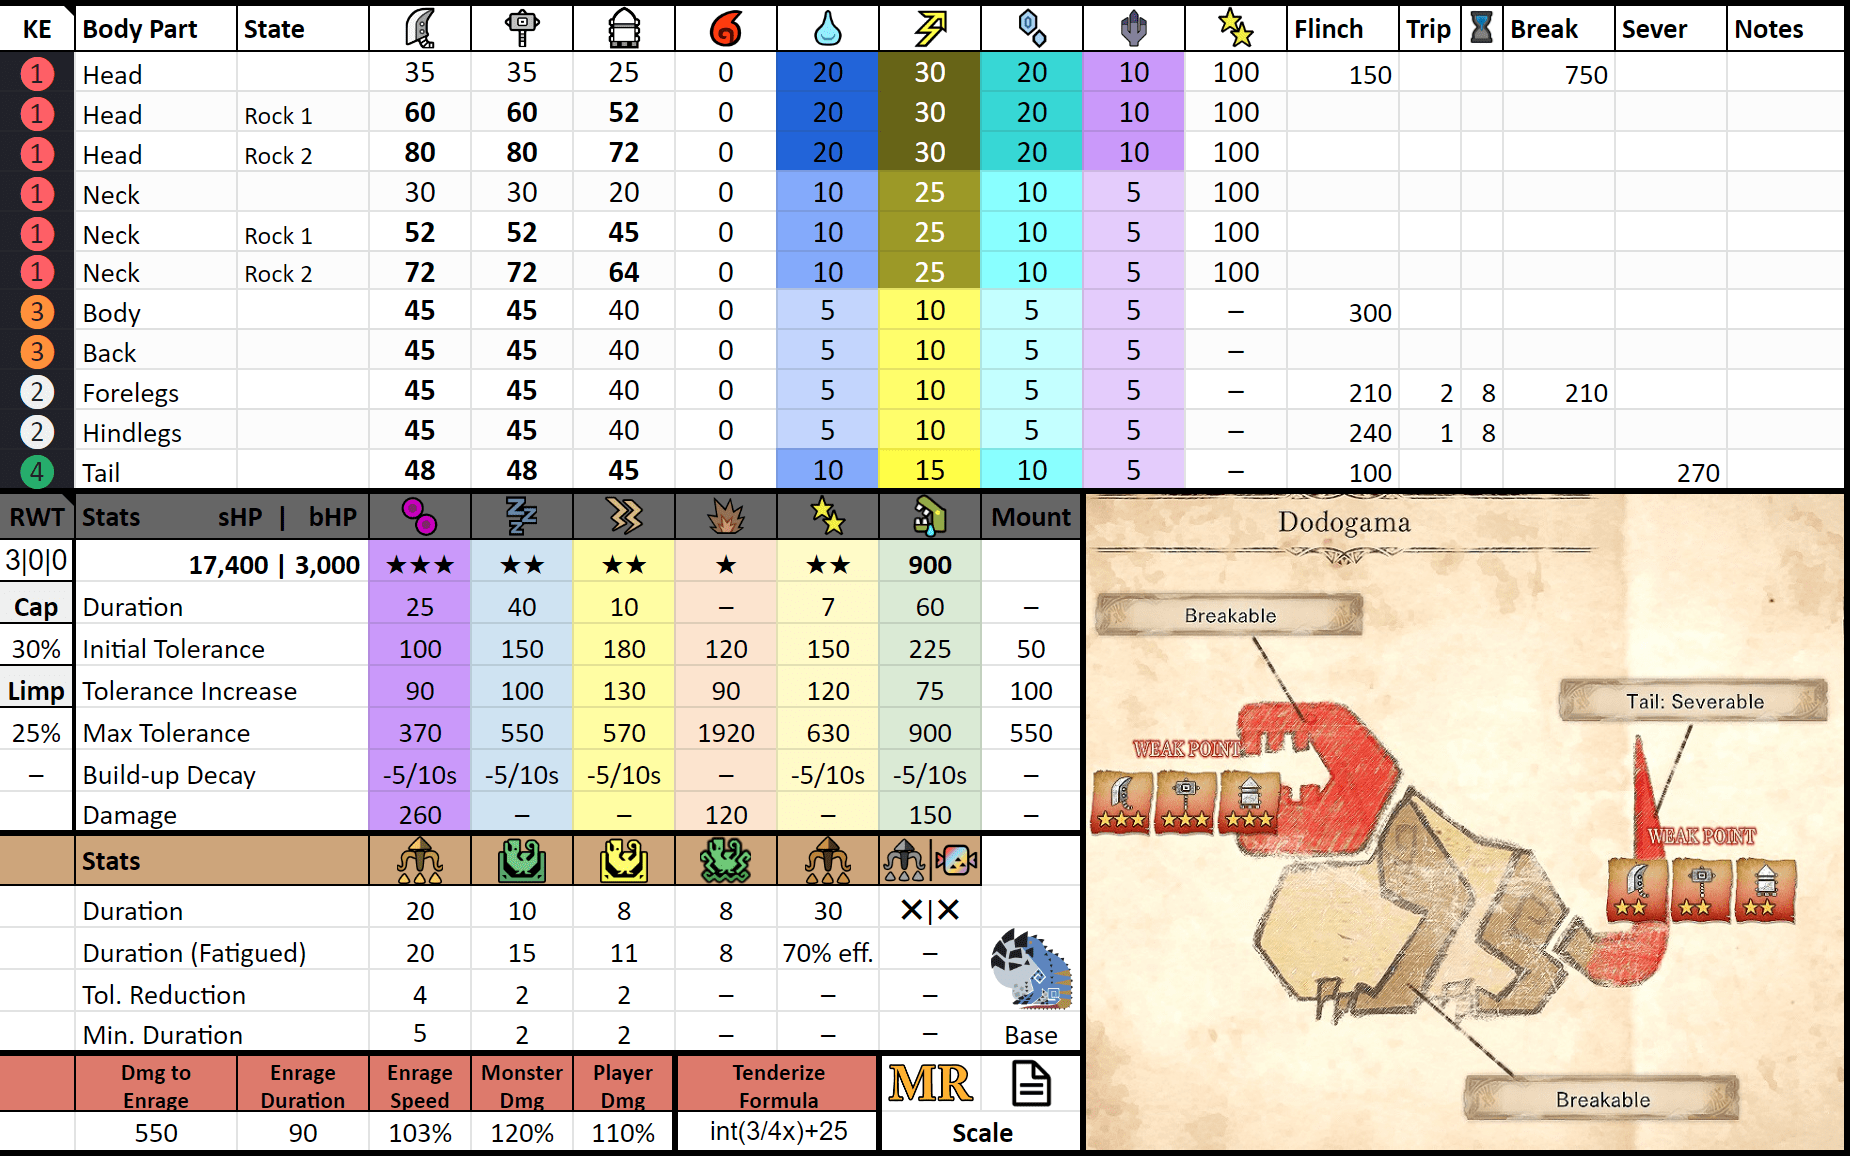 KE Body Part State Flinch Trip Break Sever Notes
1 Head 35 35 25 0 20 30 20 10 100 150 750
1 Head Rock 1 60 60 52 0 20 30 20 10 100
1 Head Rock 2 80 80 72 0 20 30 20 10 100
1 Neck 30 30 20 0 10 25 10 5 100
1 Neck Rock 1 52 52 45 0 10 25 10 5 100
1 Neck Rock 2 72 72 64 0 10 25 10 5 100
3 Body 45 45 40 0 5 10 5 5 – 300
3 Back 45 45 40 0 5 10 5 5 –
2 Forelegs 45 45 40 0 5 10 5 5 – 210 2 8 210
2 Hindlegs 45 45 40 0 5 10 5 5 – 240 1 8
4 Tail 48 48 45 0 10 15 10 5 – 100 270
RWT Stats sHP | bHP Mount
3|0|0 17,400 | 3,000 ★★★ ★★ ★★ ★ ★★ 900
Cap Duration 25 40 10 – 7 60 –
30% Initial Tolerance 100 150 180 120 150 225 50
Limp Tolerance Increase 90 100 130 90 120 75 100
25% Max Tolerance 370 550 570 1920 630 900 550
– Build-up Decay -5/10s -5/10s -5/10s – -5/10s -5/10s –
Damage 260 – – 120 – 150 –
Stats
Duration 20 10 8 8 30 ✕|✕
Duration (Fatigued) 20 15 11 8 70% eff. –
Tol. Reduction 4 2 2 – – –
Min. Duration 5 2 2 – – – Base
Dmg to Enrage Enrage Duration Enrage Speed Monster Dmg Player Dmg Tenderize Formula MR
550 90 103% 120% 110% int(3/4x)+25 Scale
Dodogama
Breakable
Tail: Severable
WEAK POINT
WEAK POINT
Breakable